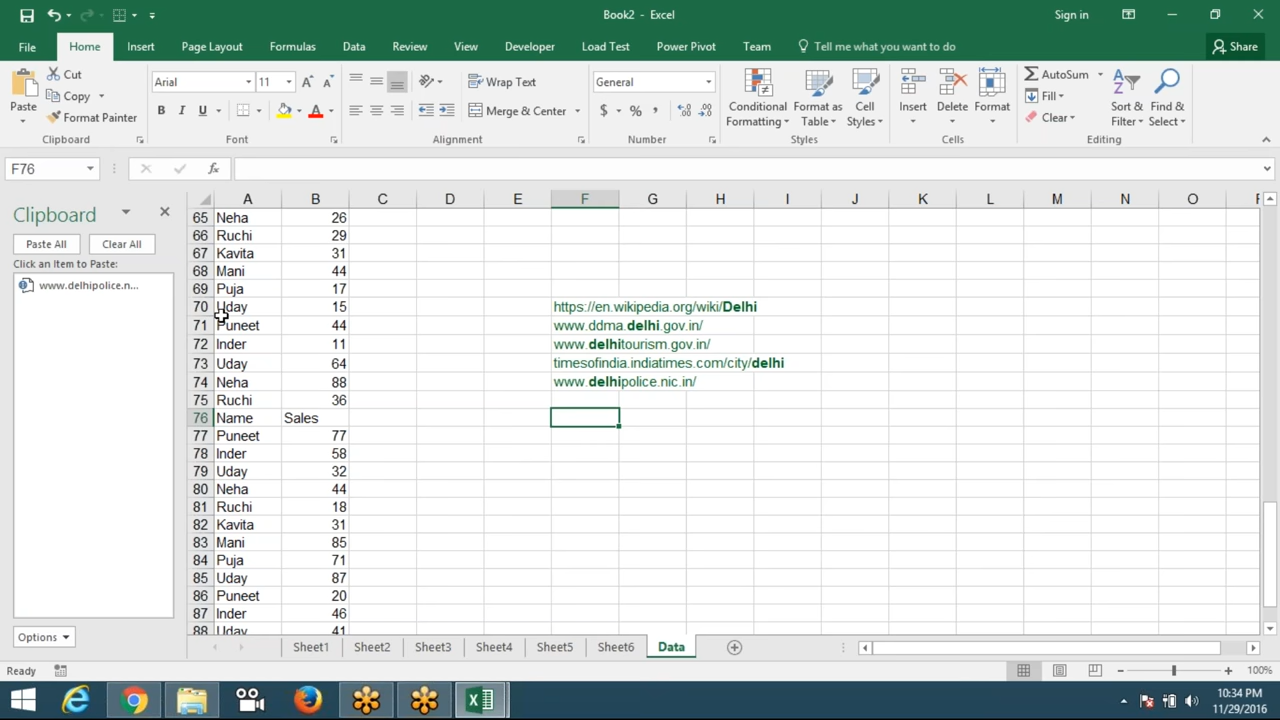 Book2 - Excel
Sign in
File Home Insert Page Layout Formulas Data Review View Developer Load Test Power Pivot Team Tell me what you want to do Share
Paste
Cut
Copy
Format Painter
Clipboard
Arial 11
B I U
Font
Wrap Text
Merge & Center
Alignment
General
$ % ,
Number
Conditional Formatting
Format as Table
Cell Styles
Styles
Insert
Delete
Format
Cells
AutoSum
Fill
Clear
Sort & Filter
Find & Select
Editing
F76
fx
Clipboard
Paste All Clear All
Click an Item to Paste:
www.delhipolice.n...
Options
A B C D E F G H I J K L M N O
65 Neha 26
66 Ruchi 29
67 Kavita 31
68 Mani 44
69 Puja 17
70 Uday 15 https://en.wikipedia.org/wiki/Delhi
71 Puneet 44 www.ddma.delhi.gov.in/
72 Inder 11 www.delhitourism.gov.in/
73 Uday 64 timesofindia.indiatimes.com/city/delhi
74 Neha 88 www.delhipolice.nic.in/
75 Ruchi 36
76 Name Sales
77 Puneet 77
78 Inder 58
79 Uday 32
80 Neha 44
81 Ruchi 18
82 Kavita 31
83 Mani 85
84 Puja 71
85 Uday 87
86 Puneet 20
87 Inder 46
88 Uday 41
Sheet1 Sheet2 Sheet3 Sheet4 Sheet5 Sheet6 Data
Ready
100%
10:34 PM
11/29/2016